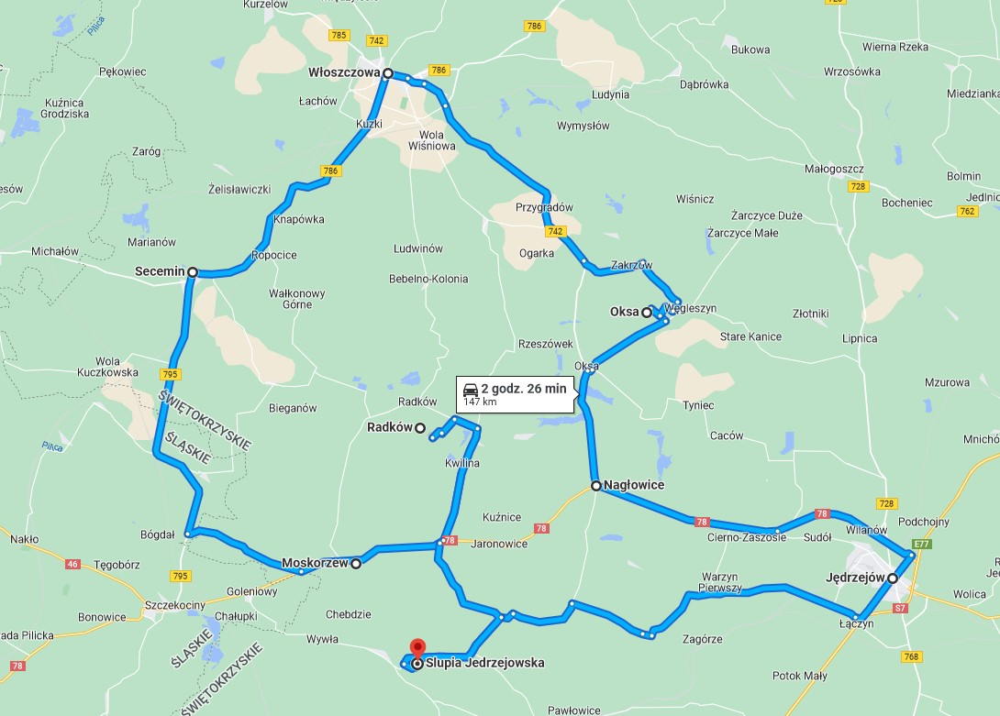 Kurzelów
Pilica
785
742
786
Bukowa
Wierna Rzeka
Pękowiec
Włoszczowa
786
Dąbrówka
Wrzosówka
Kuźnica
Grodziska
Łachów
Ludynia
Miedzianka
Kuzki
Wymysłów
Wola
Wiśniowa
Zaróg
Małogoszcz
786
Żelisławiczki
728
Bolmin
Wiśnicz
Bocheniec
762
Przygradów
Knapówka
742
Żarczyce Duże
Żarczyce Małe
Marianów
Michałów
Ropocice
Ludwinów
Ogarka
Secemin
Bebelno-Kolonia
Zakrzów
Wałkonowy
Górne
Oksa
Węgleszyn
Złotniki
Stare Kanice
Lipnica
Rzeszówek
Wola
Kuczkowska
795
Oksa
Mzurowa
2 godz. 26 min
147 km
ŚWIĘTOKRZYSKIE
ŚLĄSKIE
Bieganów
Radków
Tyniec
Radków
Caców
Pilica
Kwilina
Nagłowice
728
Kuźnice
78
78
78
Podchojny
Bógdał
Cierno-Zaszosie
Sudół
Wilanów
Nakło
78
Jaronowice
E77
46
Tęgobórz
Moskorzew
795
Goleniowy
Warzyn
Pierwszy
Jędrzejów
Wolica
Szczekociny
Bonowice
Chałupki
Chebdzie
S7
Łączyn
Wywła
Zagórze
ŚLĄSKIE
ŚWIĘTOKRZYSKIE
78
Slupia Jedrzejowska
768
Potok Mały
Pawłowice